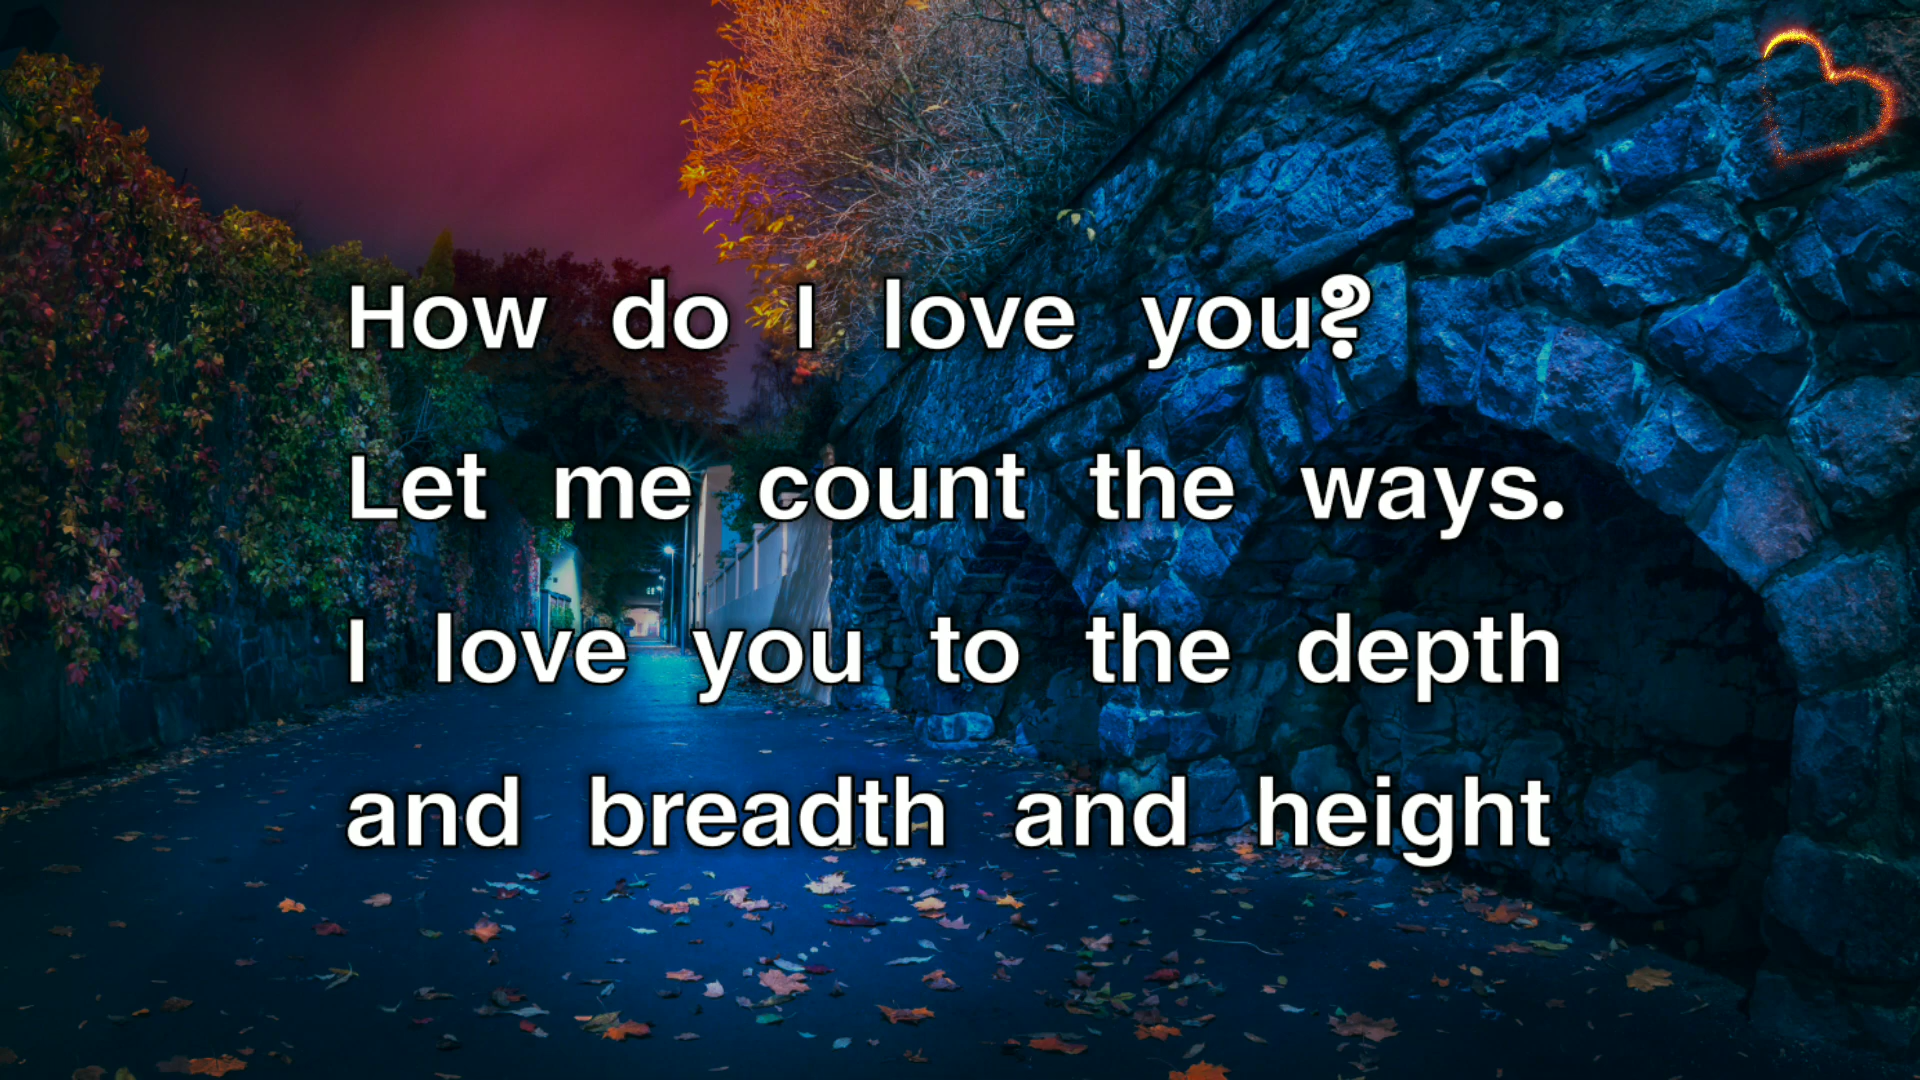 How do I love you?
Let me count the ways.
I love you to the depth
and breadth and height